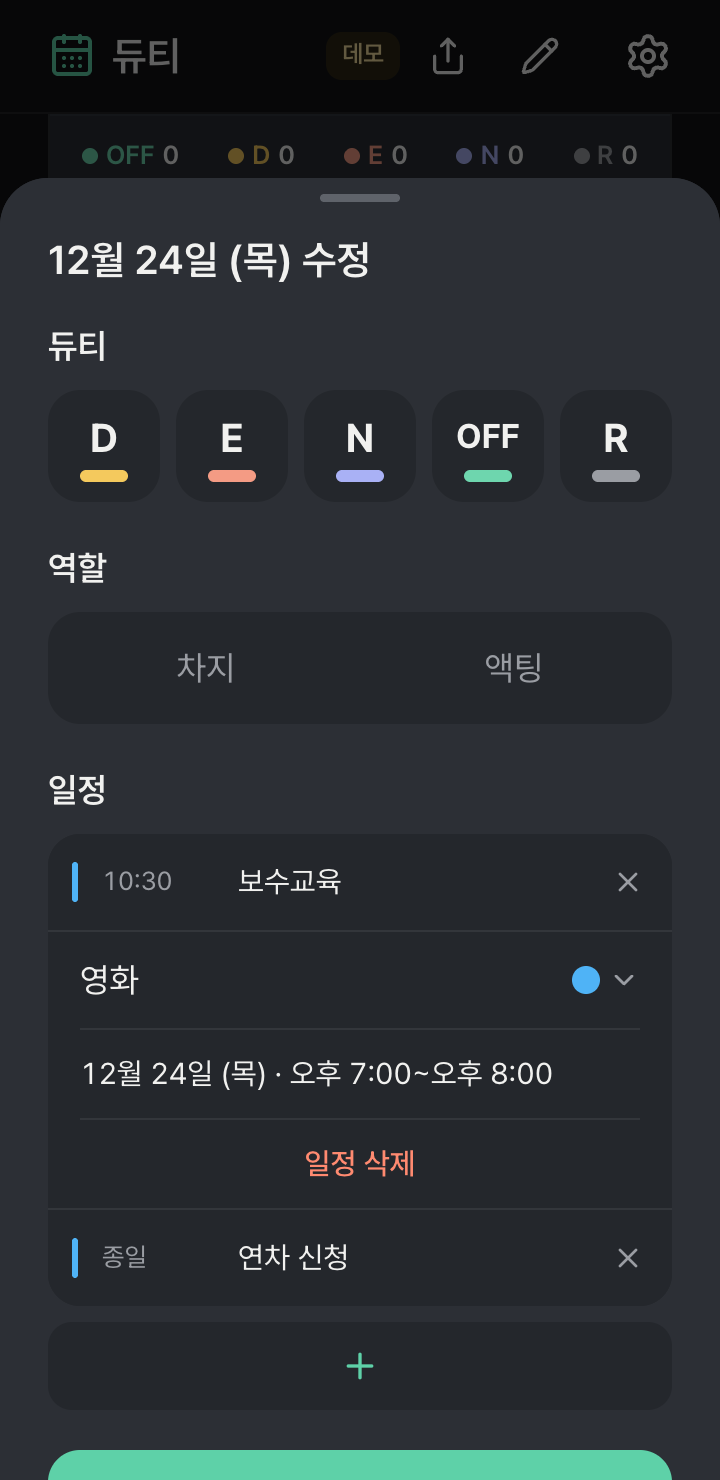 듀티 데모
OFF 0 D 0 E 0 N 0 R 0
12월 24일 (목) 수정
듀티
D E N OFF R
역할
차지 액팅
일정
10:30 보수교육
영화
12월 24일 (목) · 오후 7:00~오후 8:00
일정 삭제
종일 연차 신청